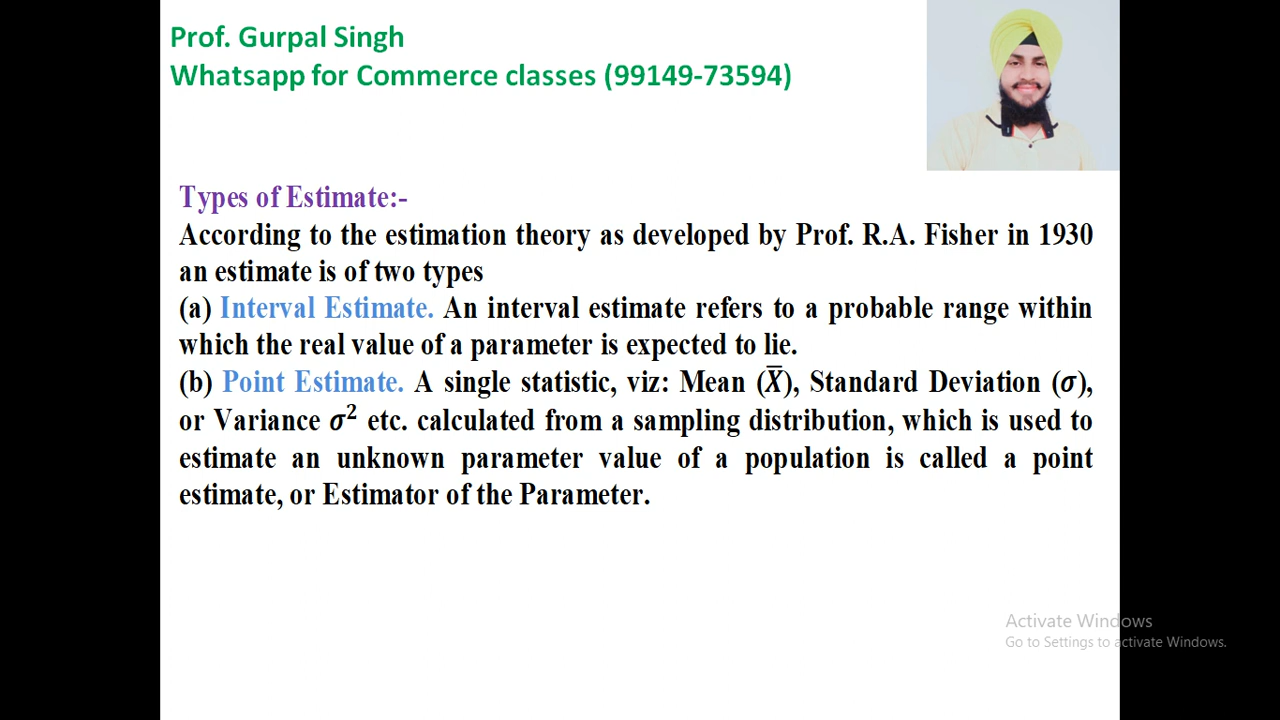 Prof. Gurpal Singh
Whatsapp for Commerce classes (99149-73594)
Types of Estimate:-
According to the estimation theory as developed by Prof. R.A. Fisher in 1930
an estimate is of two types
(a) Interval Estimate. An interval estimate refers to a probable range within
which the real value of a parameter is expected to lie.
(b) Point Estimate. A single statistic, viz: Mean (X̿), Standard Deviation (σ),
or Variance σ² etc. calculated from a sampling distribution, which is used to
estimate an unknown parameter value of a population is called a point
estimate, or Estimator of the Parameter.
Activate Windows
Go to Settings to activate Windows.